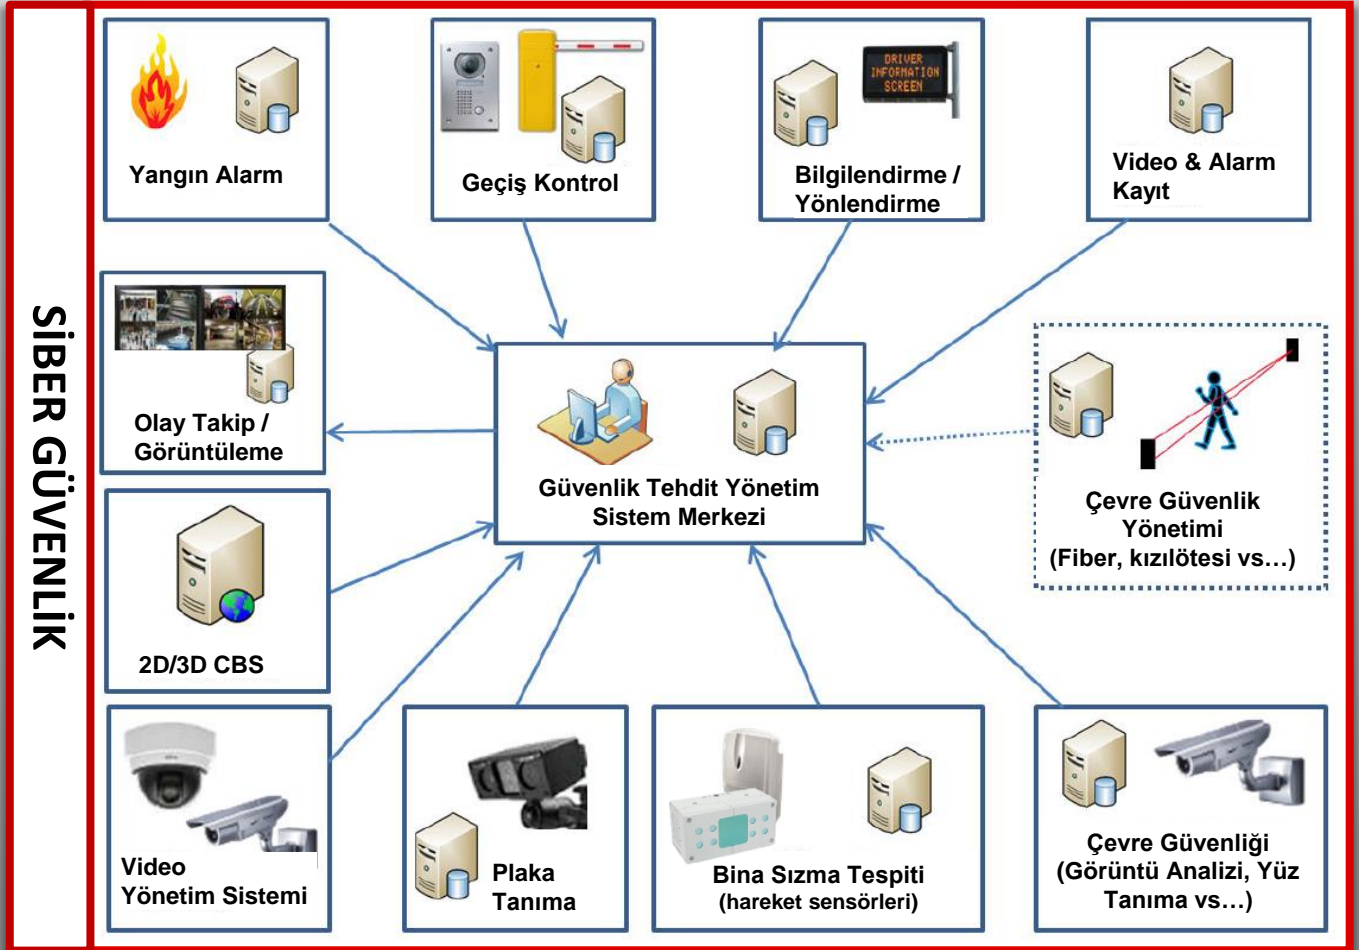 SİBER GÜVENLİK
Yangın Alarm
Geçiş Kontrol
DRIVER
INFORMATION
SCREEN
Bilgilendirme /
Yönlendirme
Video & Alarm
Kayıt
Olay Takip /
Görüntüleme
Güvenlik Tehdit Yönetim
Sistem Merkezi
Çevre Güvenlik
Yönetimi
(Fiber, kızılötesi vs…)
2D/3D CBS
Video
Yönetim Sistemi
Plaka
Tanıma
Bina Sızma Tespiti
(hareket sensörleri)
Çevre Güvenliği
(Görüntü Analizi, Yüz
Tanıma vs…)